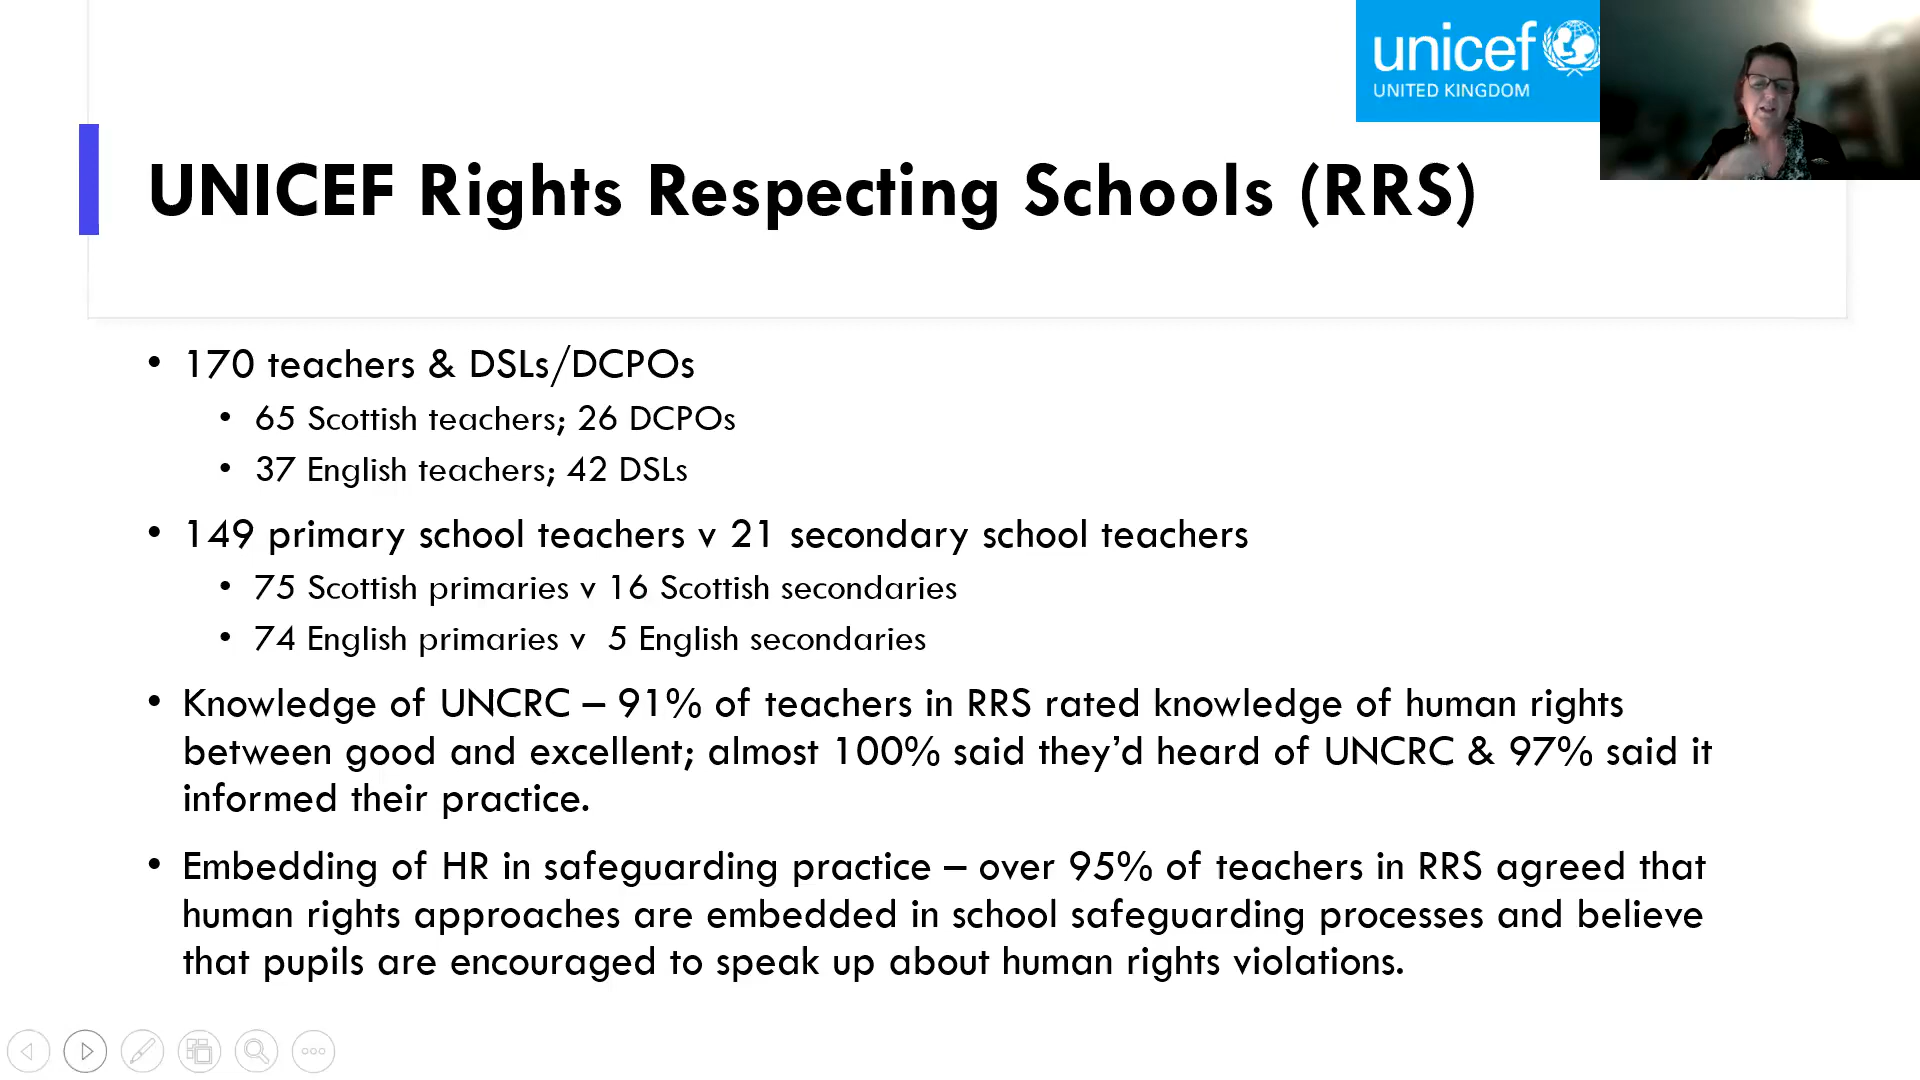 unicef
UNITED KINGDOM
UNICEF Rights Respecting Schools (RRS)
• 170 teachers & DSLs/DCPOs
• 65 Scottish teachers; 26 DCPOs
• 37 English teachers; 42 DSLs
• 149 primary school teachers v 21 secondary school teachers
• 75 Scottish primaries v 16 Scottish secondaries
• 74 English primaries v  5 English secondaries
• Knowledge of UNCRC – 91% of teachers in RRS rated knowledge of human rights
between good and excellent; almost 100% said they’d heard of UNCRC & 97% said it
informed their practice.
• Embedding of HR in safeguarding practice – over 95% of teachers in RRS agreed that
human rights approaches are embedded in school safeguarding processes and believe
that pupils are encouraged to speak up about human rights violations.